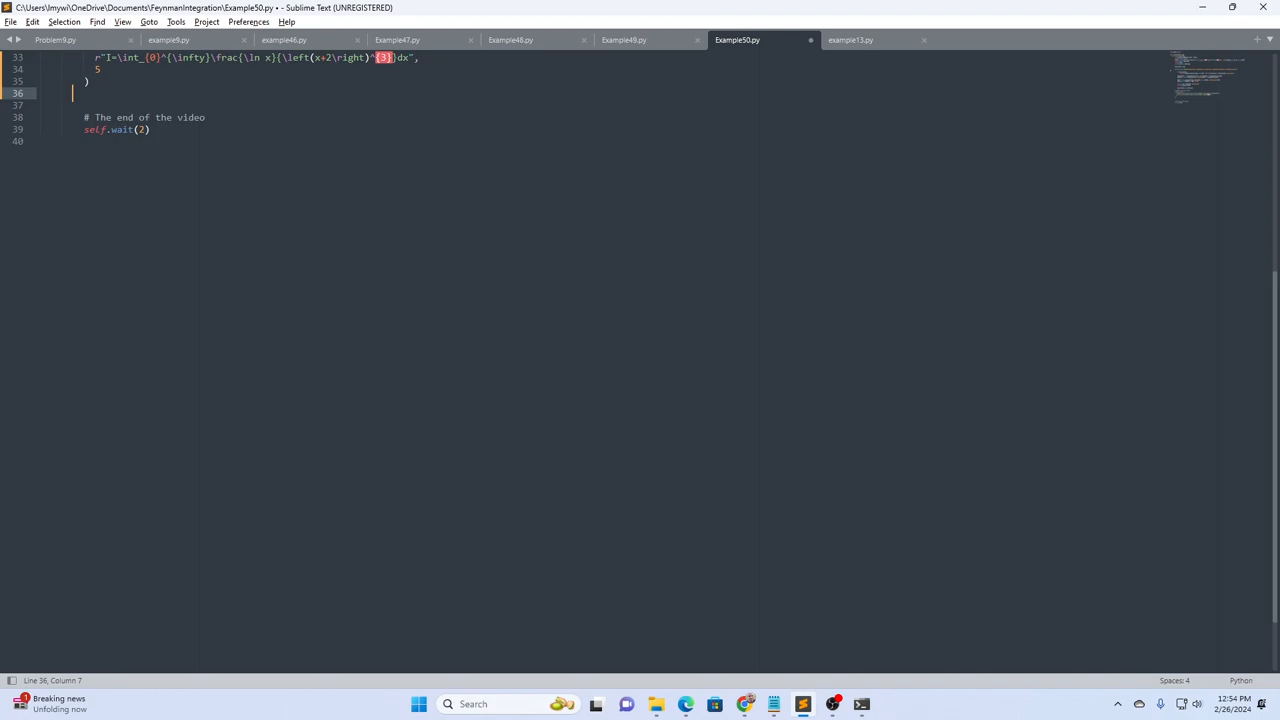 C:\Users\lmywi\OneDrive\Documents\FeynmanIntegration\Example50.py • - Sublime Text (UNREGISTERED)
File Edit Selection Find View Goto Tools Project Preferences Help
Problem9.py example9.py example46.py Example47.py Example48.py Example49.py Example50.py example13.py
33 r"I=\int_{0}^{\infty}\frac{\ln x}{\left(x+2\right)^{3}}dx",
34 5
35 )
36
37
38 # The end of the video
39 self.wait(2)
40
Line 36, Column 7 Spaces: 4 Python
1 Breaking news
Unfolding now
Search
12:54 PM
2/26/2024